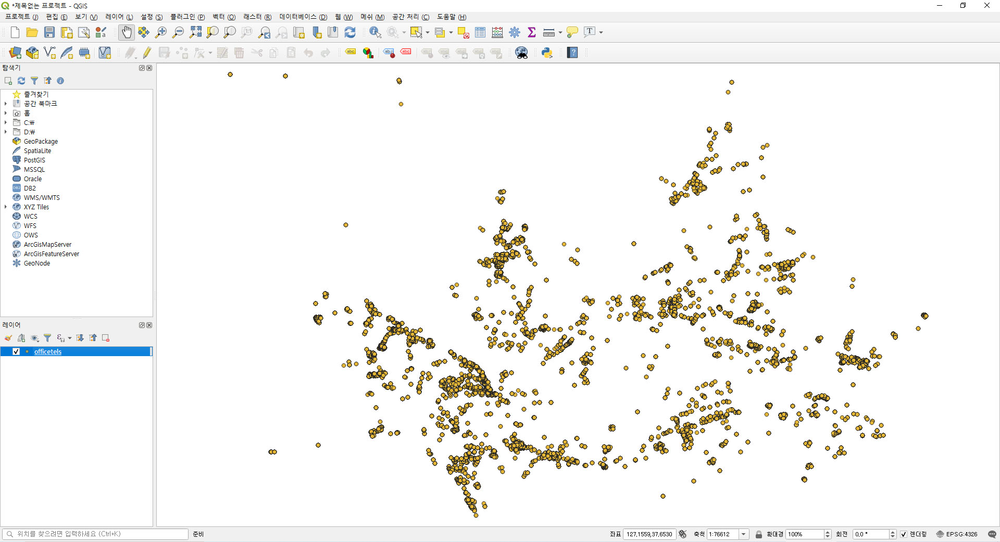 *제목없는 프로젝트 - QGIS
프로젝트 (J) 편집 (E) 보기 (V) 레이어 (L) 설정 (S) 플러그인 (P) 벡터 (O) 래스터 (R) 데이터베이스 (D) 웹 (W) 메쉬 (M) 공간 처리 (C) 도움말 (H)
탐색기
즐겨찾기
공간 북마크
홈
C:₩
D:₩
GeoPackage
SpatiaLite
PostGIS
MSSQL
Oracle
DB2
WMS/WMTS
XYZ Tiles
WCS
WFS
OWS
ArcGisMapServer
ArcGisFeatureServer
GeoNode
레이어
officetels
위치를 찾으려면 입력하세요 (Ctrl+K) 준비 좌표 127,1559,37,6530 축척 1:76612 확대경 100% 회전 0,0 ° 렌더링 EPSG:4326